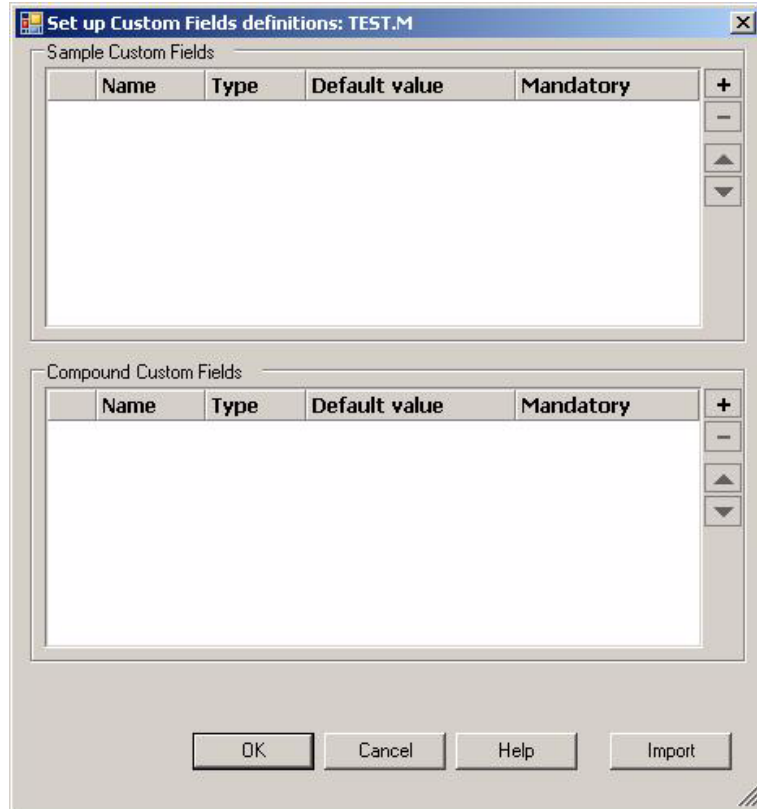 Set up Custom Fields definitions: TEST.M
Sample Custom Fields
Name Type Default value Mandatory
+
-
Compound Custom Fields
Name Type Default value Mandatory
+
-
OK Cancel Help Import